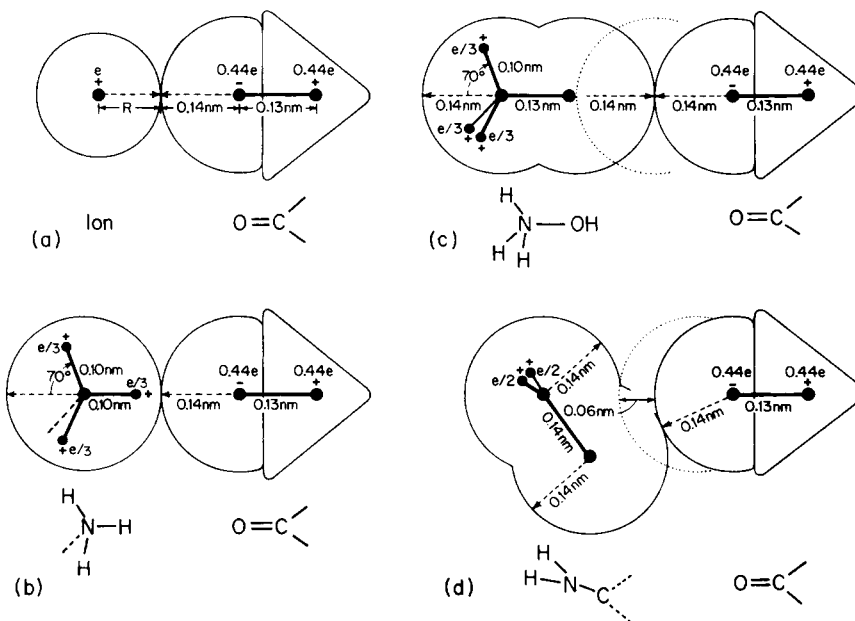 e
+
R
0.44e
-
0.44e
+
0.14nm
0.13nm
(a)
Ion
O=C
e/3
+
70°
0.10nm
0.14nm
0.13nm
e/3
+
e/3
+
0.14nm
0.14nm
0.44e
-
0.44e
+
0.13nm
(c)
H
N—OH
H
H
O=C
+
e/3
70°
0.10nm
e/3
+
0.10nm
+e/3
0.14nm
0.44e
-
0.44e
+
0.13nm
(b)
H
N—H
H
O=C
+
+
e/2
e/2
0.14nm
0.06nm
0.14nm
0.14nm
0.14nm
0.44e
-
0.44e
+
0.13nm
(d)
H
H
N
C
O=C